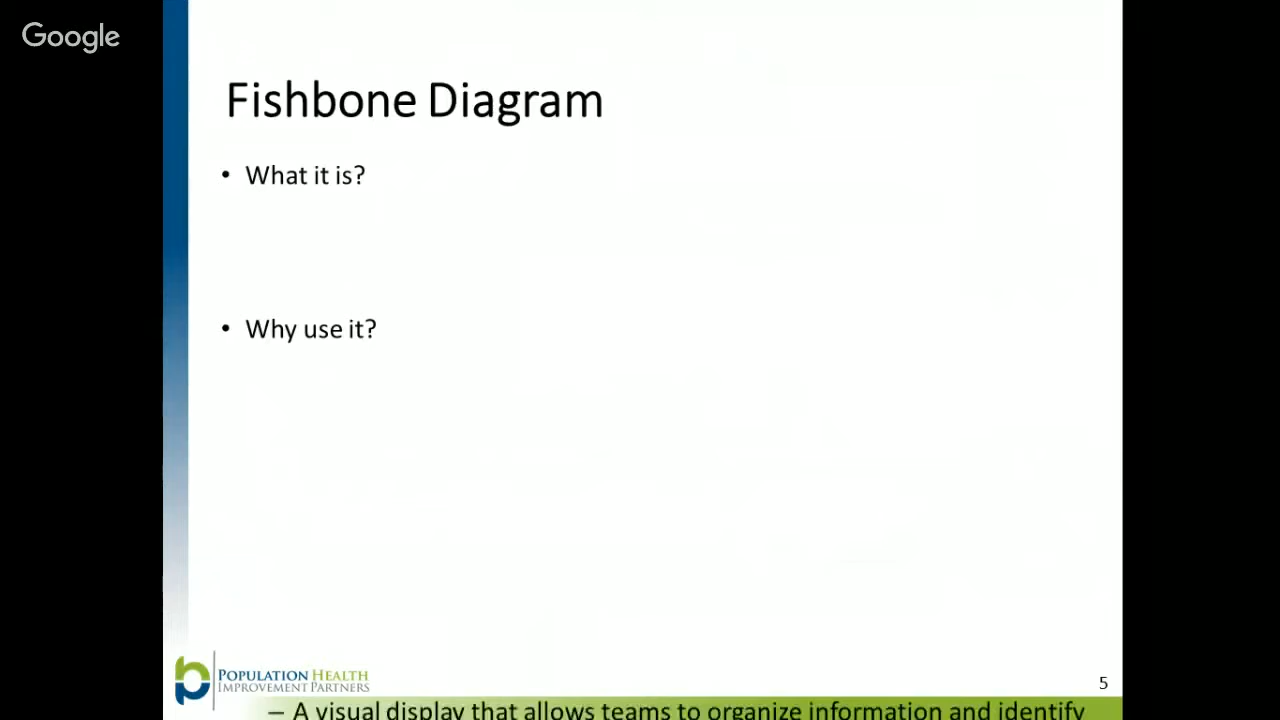 Google
Fishbone Diagram
• What it is?
• Why use it?
POPULATION HEALTH
IMPROVEMENT PARTNERS
5
– A visual display that allows teams to organize information and identify